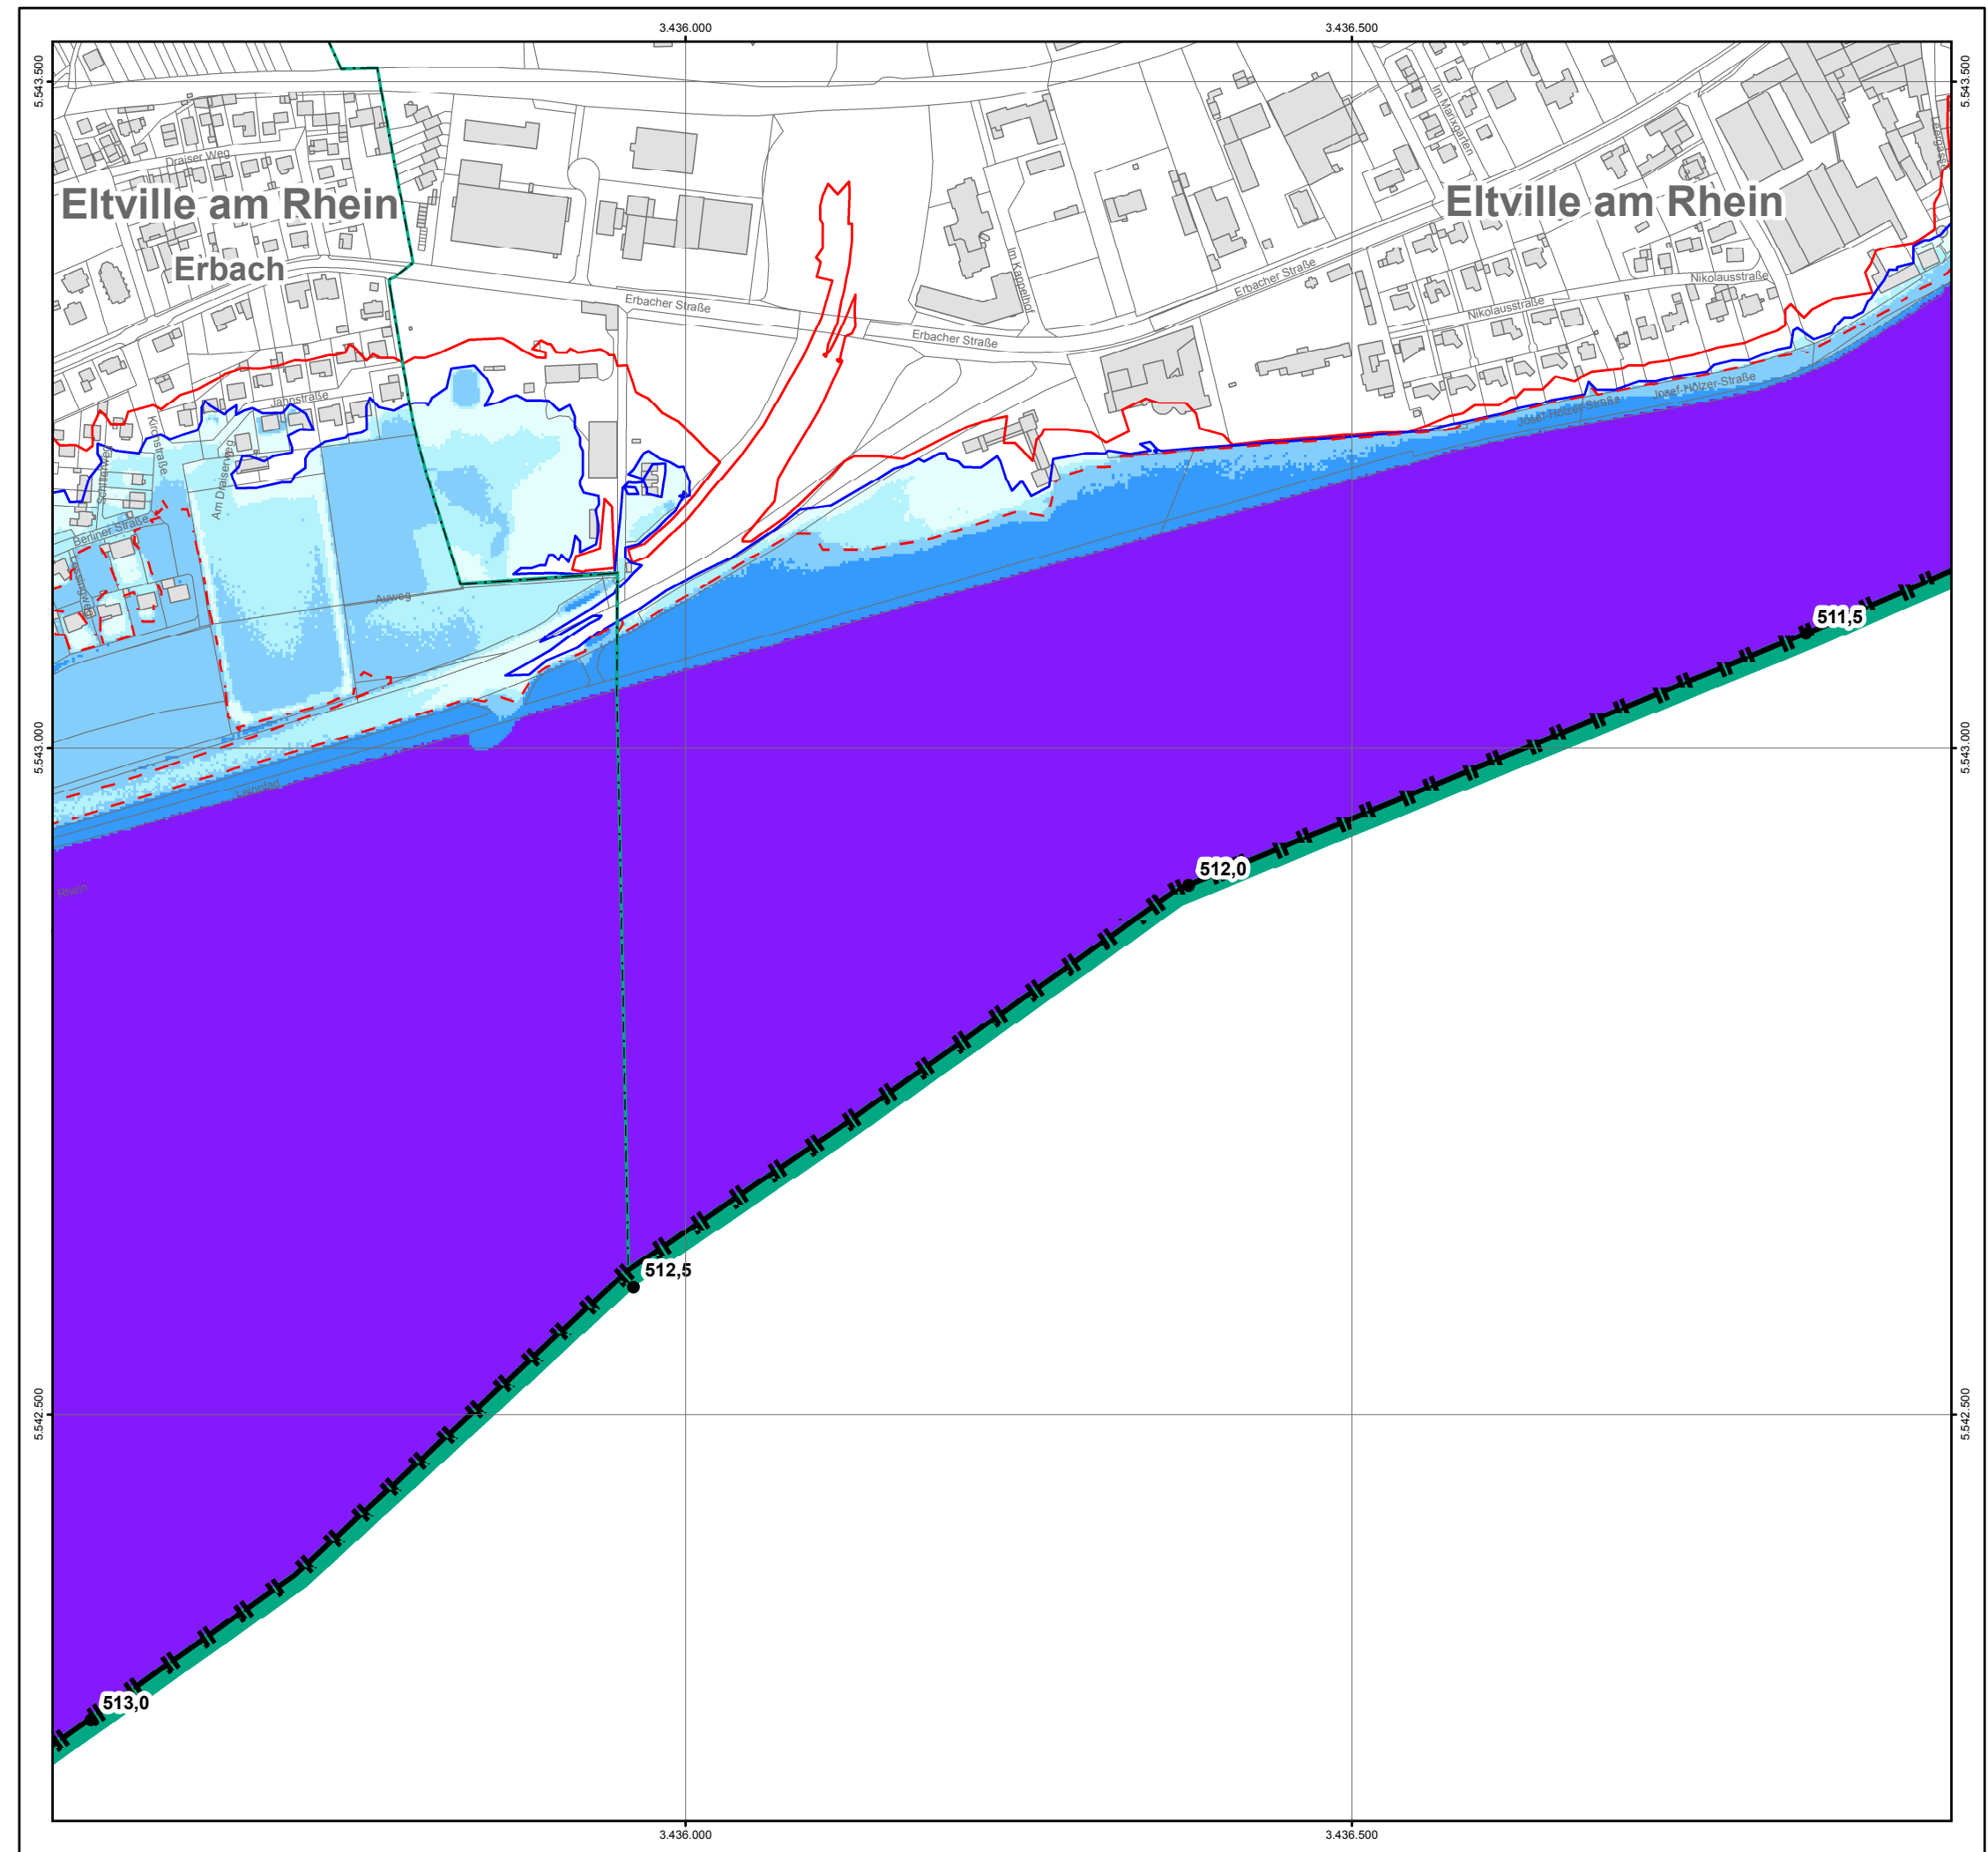 3.436.000
3.436.500
5.543.500
5.543.500
Im Marxgarten
Draiser Weg
Eltville am Rhein
Eltville am Rhein
Erbach
Im Kappelhof
Erbacher Straße
Nikolausstraße
Erbacher Straße
Nikolausstraße
Erbacher Straße
Josef-Hölzer-Straße
Jahnstraße
Josef-Hölzer-Straße
Kirchstraße
Am Draiserweg
Berliner Straße
Auweg
511,5
5.543.000
5.543.000
Leinpfad
512,0
Rhein
512,5
5.542.500
5.542.500
513,0
3.436.000
3.436.500